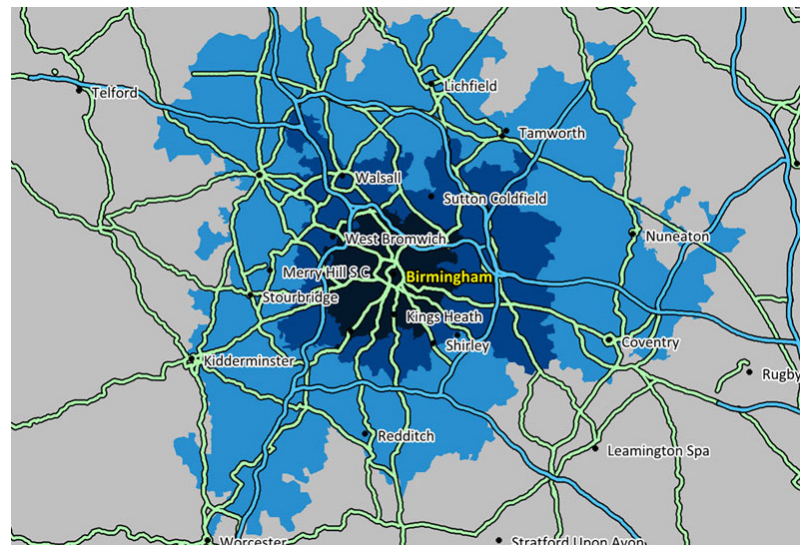 Lichfield
Telford
Tamworth
Walsall
Sutton Coldfield
West Bromwich
Nuneaton
Merry Hill S C
Birmingham
Stourbridge
Kings Heath
Shirley
Coventry
Kidderminster
Rugby
Redditch
Leamington Spa
Worcester
Stratford Upon Avon